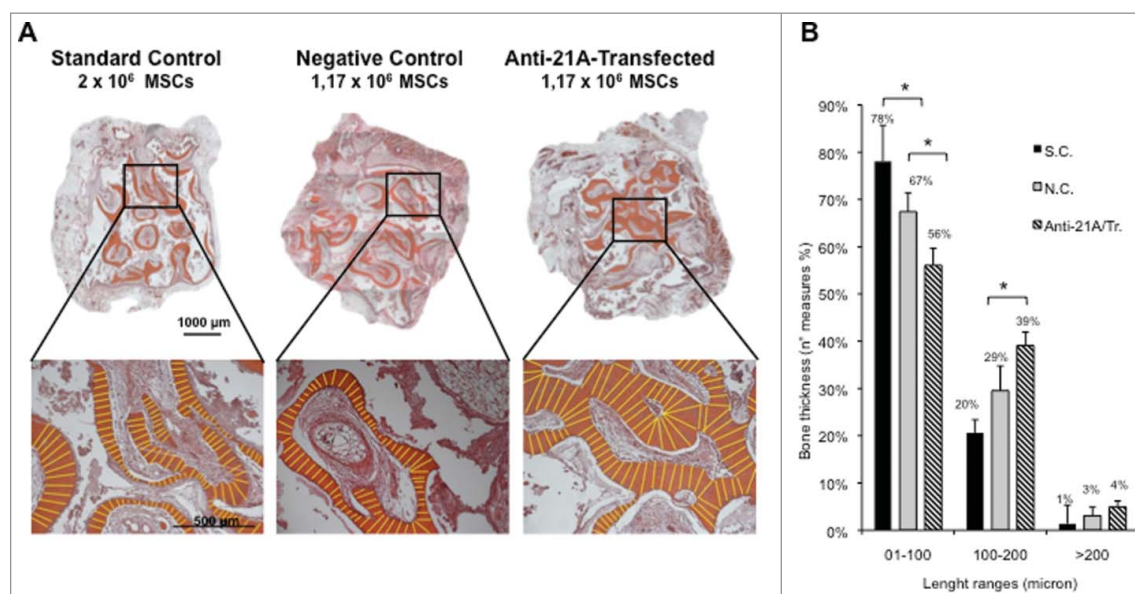 A
Standard Control
2 x 10⁶ MSCs
Negative Control
1,17 x 10⁶ MSCs
Anti-21A-Transfected
1,17 x 10⁶ MSCs
1000 µm
500 µm
B
Bone thickness (n° measures %)
90%
80%
70%
60%
50%
40%
30%
20%
10%
0%
*
*
*
78%
67%
56%
20%
29%
39%
1%
3%
4%
S.C.
N.C.
Anti-21A/Tr.
01-100
100-200
>200
Lenght ranges (micron)